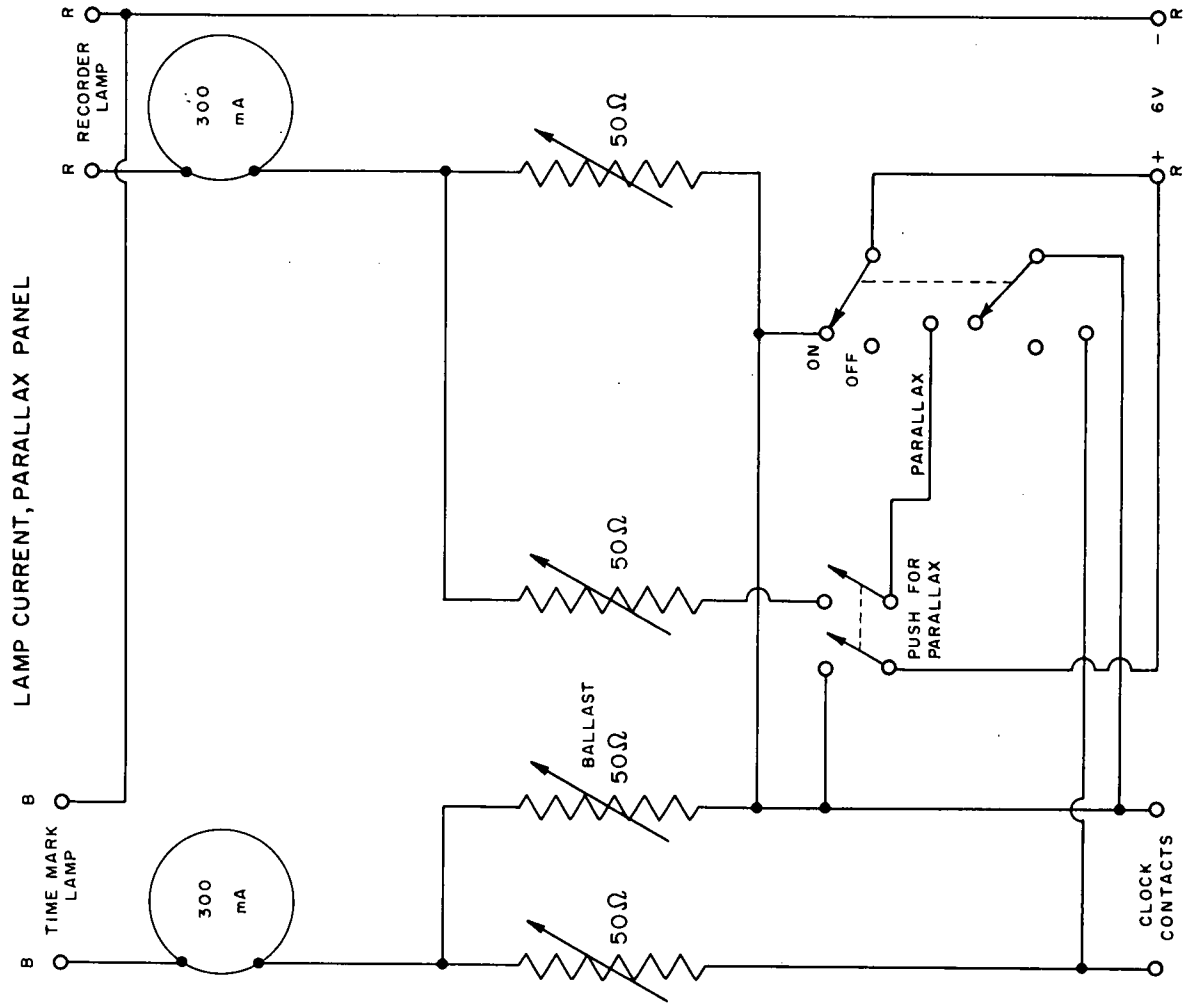 LAMP CURRENT, PARALLAX PANEL
B
TIME MARK
LAMP
B
R
RECORDER
LAMP
R
300
mA
300
mA
50Ω
BALLAST
50Ω
50Ω
50Ω
PUSH FOR
PARALLAX
PARALLAX
ON
OFF
CLOCK
CONTACTS
+
6V
-
R
R